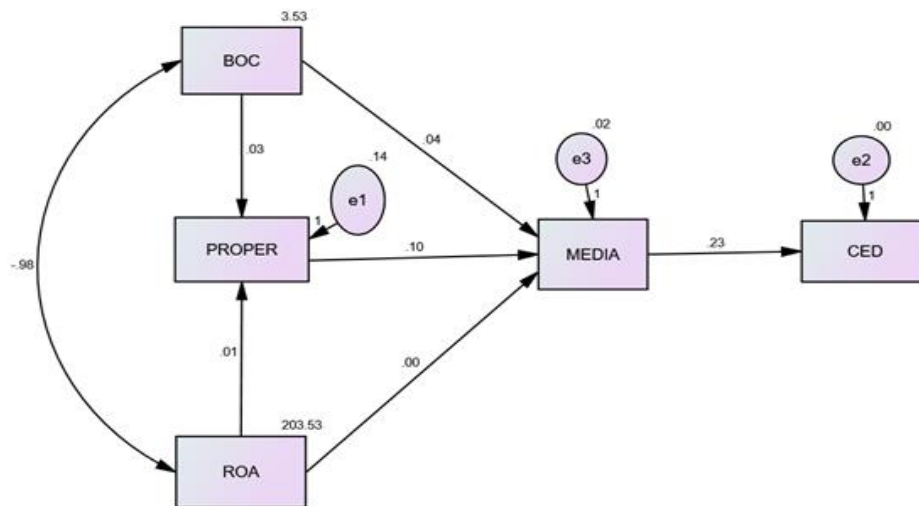 3.53
BOC
.03
.04
.14
e1
1
.02
e3
1
.00
e2
1
-.98
PROPER
.10
MEDIA
.23
CED
.01
.00
203.53
ROA